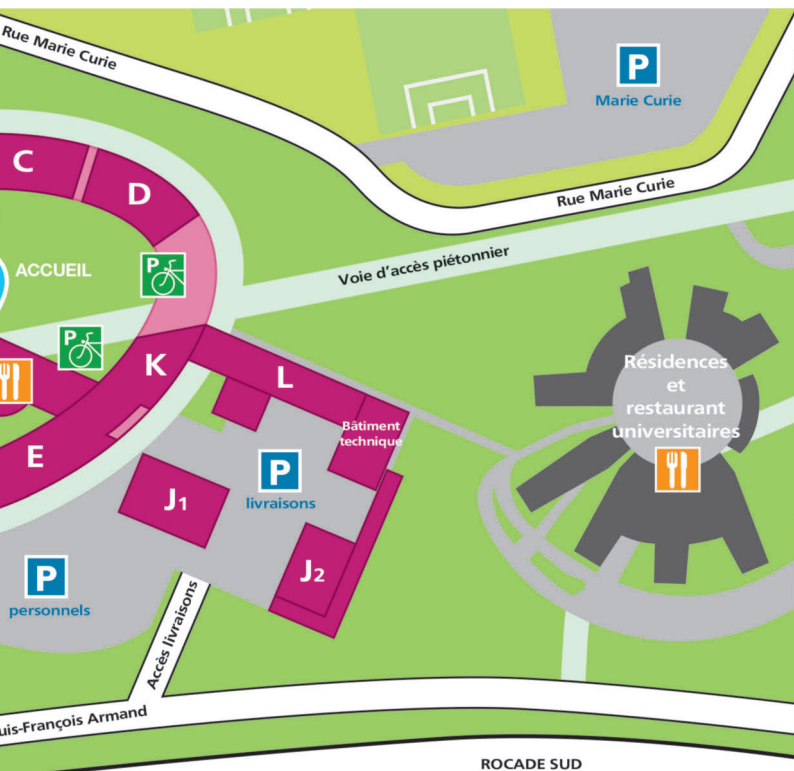 Rue Marie Curie
P
Marie Curie
C
D
Rue Marie Curie
ACCUEIL
P
Voie d'accès piétonnier
P
K
L
Résidences
et
restaurant
universitaires
Bâtiment
technique
E
J1
P
livraisons
J2
P
personnels
Accès livraisons
uis-François Armand
ROCADE SUD